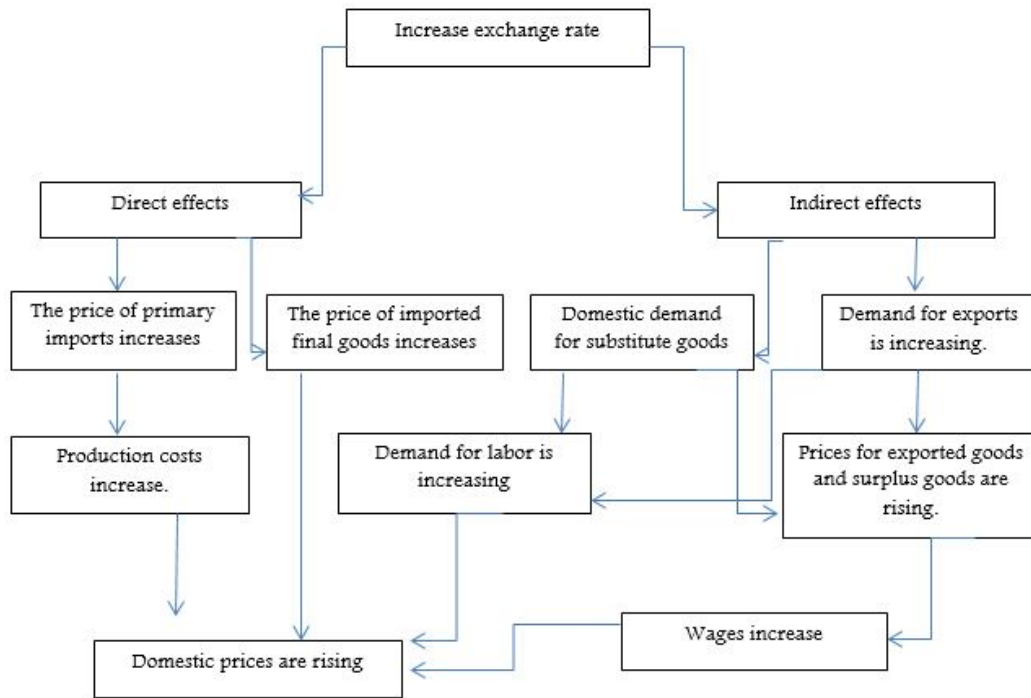 Increase exchange rate
Direct effects
Indirect effects
The price of primary
imports increases
The price of imported
final goods increases
Domestic demand
for substitute goods
Demand for exports
is increasing.
Production costs
increase.
Demand for labor is
increasing
Prices for exported goods
and surplus goods are
rising.
Domestic prices are rising
Wages increase